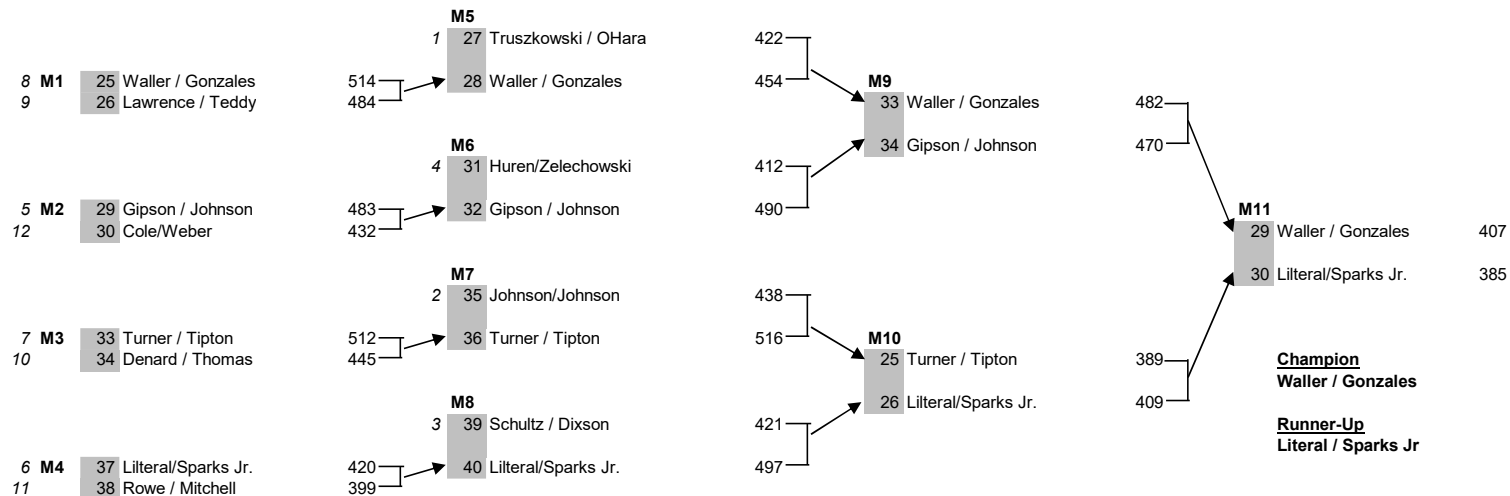 M5
1 27 Truszkowski / OHara 422
8 M1 25 Waller / Gonzales 514 28 Waller / Gonzales 454 M9
9 26 Lawrence / Teddy 484 33 Waller / Gonzales 482
M6 34 Gipson / Johnson 470
4 31 Huren/Zelechowski 412
5 M2 29 Gipson / Johnson 483 32 Gipson / Johnson 490 M11
12 30 Cole/Weber 432 29 Waller / Gonzales 407
M7 30 Lilteral/Sparks Jr. 385
2 35 Johnson/Johnson 438
7 M3 33 Turner / Tipton 512 36 Turner / Tipton 516 M10
10 34 Denard / Thomas 445 25 Turner / Tipton 389 Champion
Waller / Gonzales
M8 26 Lilteral/Sparks Jr. 409
3 39 Schultz / Dixson 421 Runner-Up
Literal / Sparks Jr
6 M4 37 Lilteral/Sparks Jr. 420 40 Lilteral/Sparks Jr. 497
11 38 Rowe / Mitchell 399